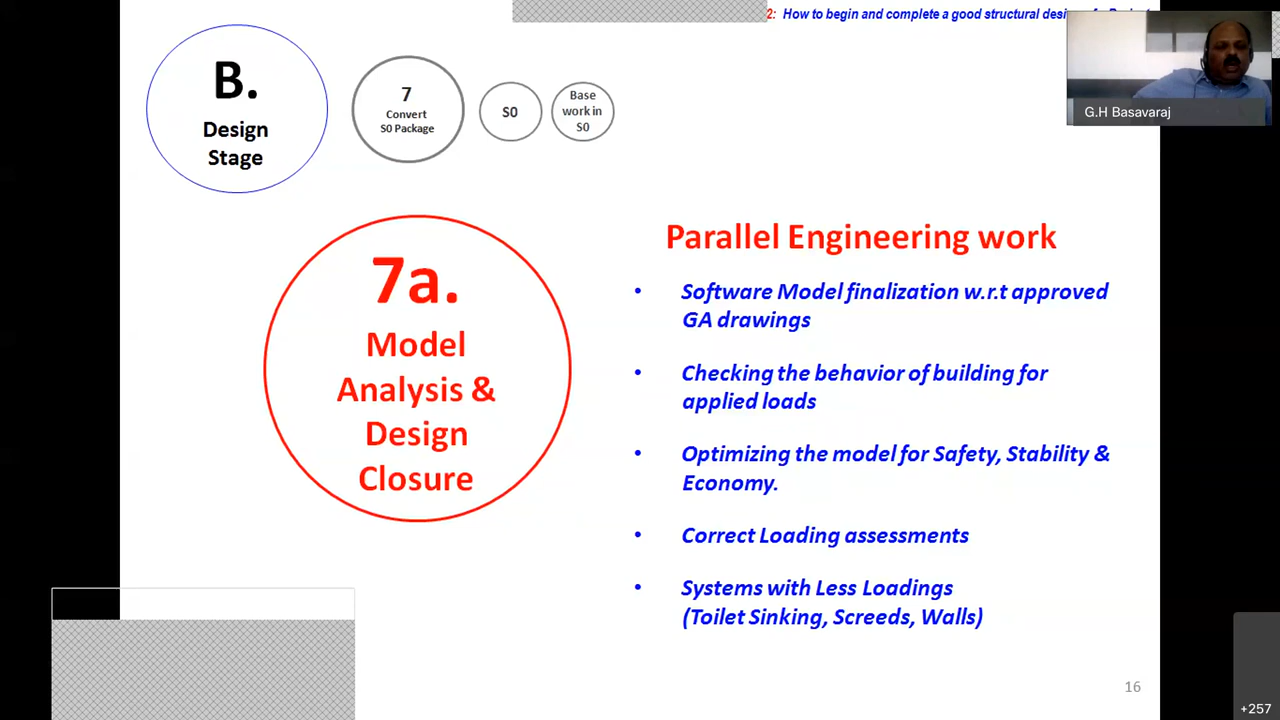 2: How to begin and complete a good structural
G.H Basavaraj
B.
Design
Stage
7
Convert
S0 Package
S0
Base
work in
S0
7a.
Model
Analysis &
Design
Closure
Parallel Engineering work
• Software Model finalization w.r.t approved
GA drawings
• Checking the behavior of building for
applied loads
• Optimizing the model for Safety, Stability &
Economy.
• Correct Loading assessments
• Systems with Less Loadings
(Toilet Sinking, Screeds, Walls)
16
+257